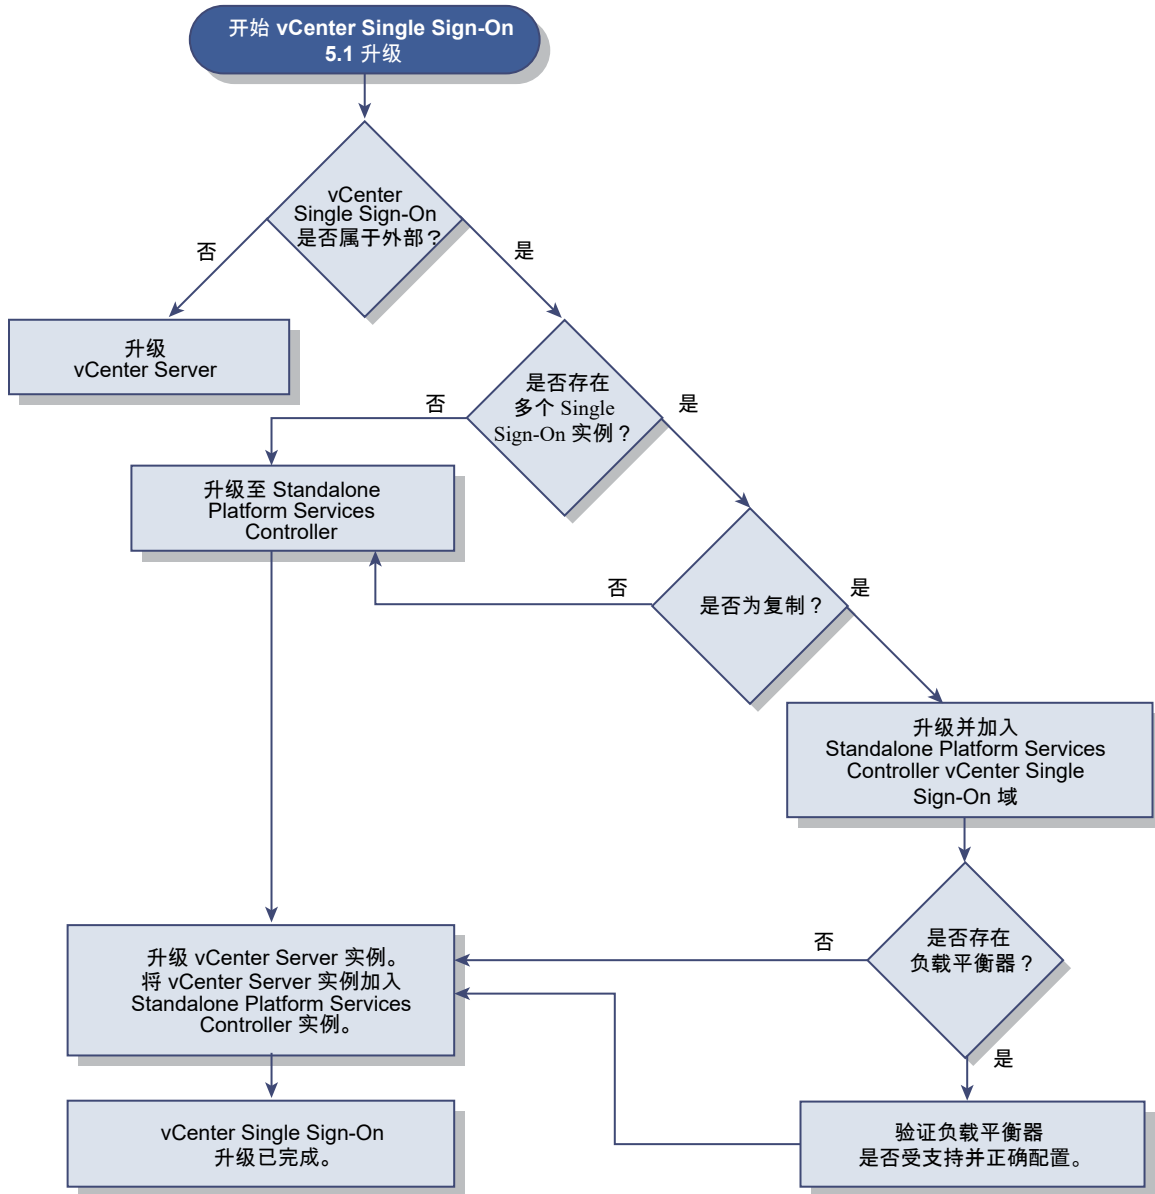 开始 vCenter Single Sign-On
5.1 升级
vCenter
Single Sign-On
是否属于外部？
否
是
升级
vCenter Server
是否存在
多个 Single
Sign-On 实例？
否
是
升级至 Standalone
Platform Services
Controller
是否为复制？
否
是
升级并加入
Standalone Platform Services
Controller vCenter Single
Sign-On 域
是否存在
负载平衡器？
否
是
升级 vCenter Server 实例。
将 vCenter Server 实例加入
Standalone Platform Services
Controller 实例。
验证负载平衡器
是否受支持并正确配置。
vCenter Single Sign-On
升级已完成。